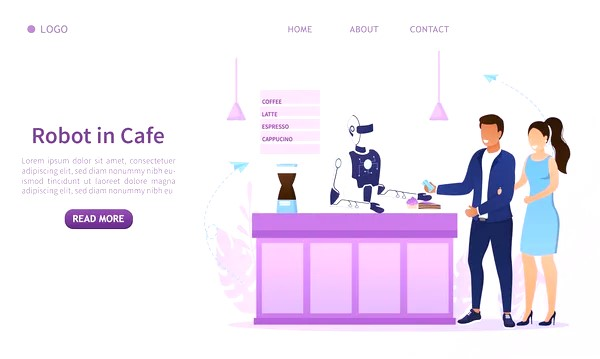 LOGO
HOME ABOUT CONTACT
COFFEE
LATTE
ESPRESSO
CAPPUCINO
Robot in Cafe
Lorem ipsum dolor sit amet, consectetuer
adipiscing elit, sed diam nonummy nibh eu-
ismod tincidunt ut laoreet dolore magna
adipiscing elit, sed diam nonummy nibh eu
READ MORE